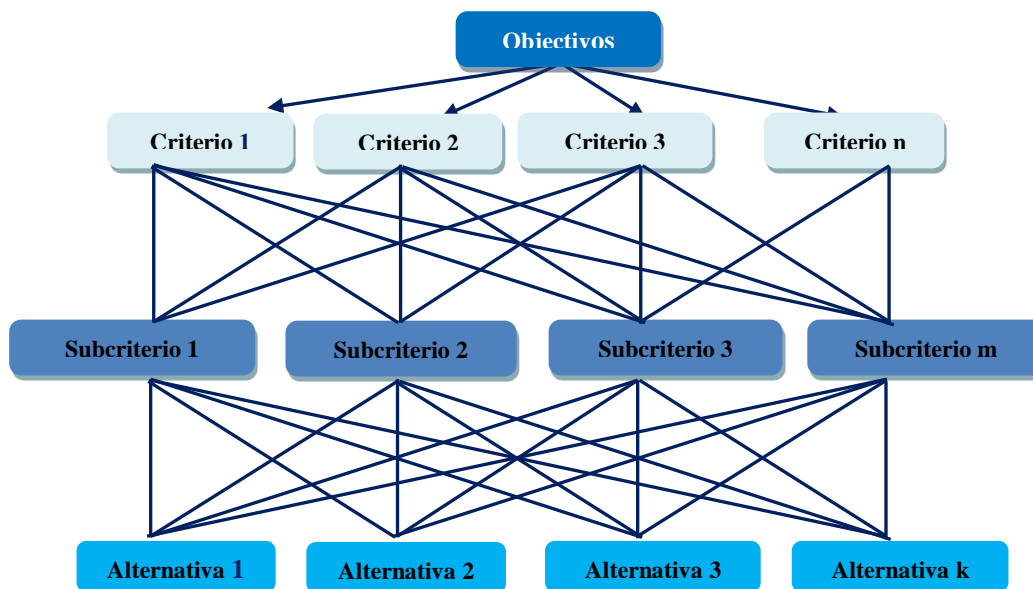 Objectivos
Criterio 1
Criterio 2
Criterio 3
Criterio n
Subcriterio 1
Subcriterio 2
Subcriterio 3
Subcriterio m
Alternativa 1
Alternativa 2
Alternativa 3
Alternativa k